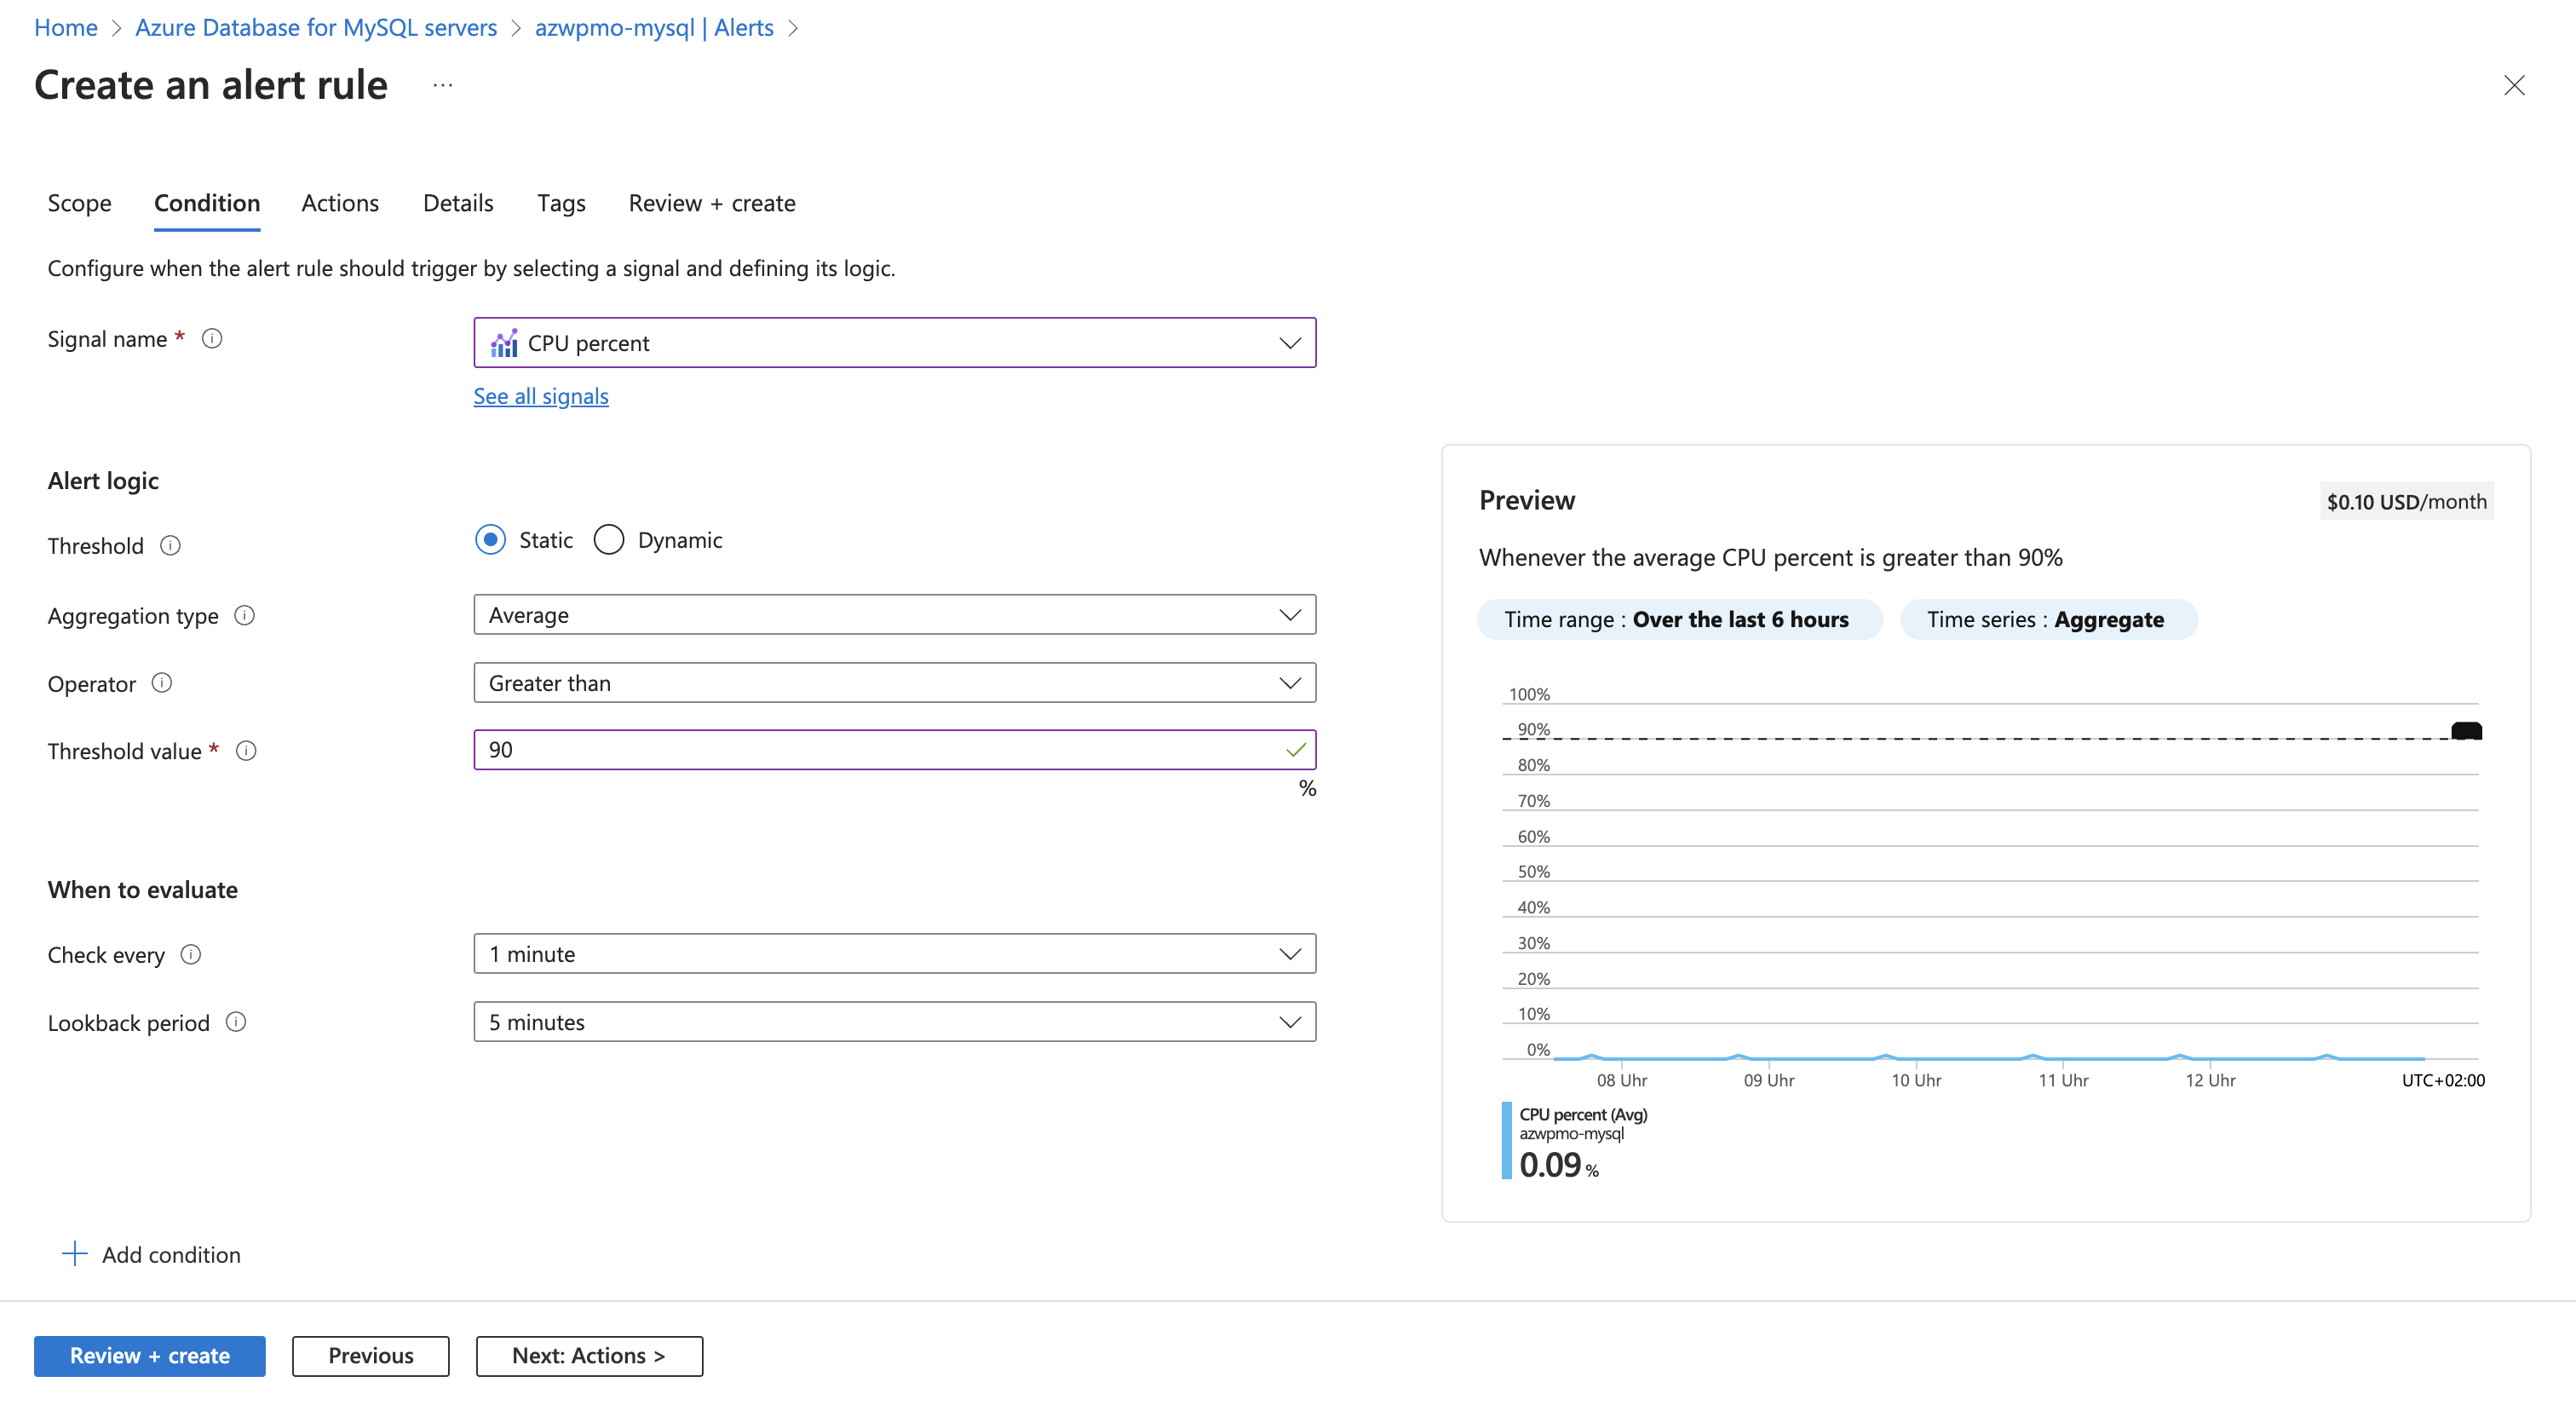 Home > Azure Database for MySQL servers > azwpmo-mysql | Alerts >
Create an alert rule ...
Scope Condition Actions Details Tags Review + create
Configure when the alert rule should trigger by selecting a signal and defining its logic.
Signal name * CPU percent
See all signals
Alert logic
Threshold Static Dynamic
Aggregation type Average
Operator Greater than
Threshold value * 90
%
When to evaluate
Check every 1 minute
Lookback period 5 minutes
Add condition
Preview $0.10 USD/month
Whenever the average CPU percent is greater than 90%
Time range : Over the last 6 hours Time series : Aggregate
100%
90%
80%
70%
60%
50%
40%
30%
20%
10%
0%
08 Uhr 09 Uhr 10 Uhr 11 Uhr 12 Uhr UTC+02:00
CPU percent (Avg)
azwpmo-mysql
0.09 %
Review + create Previous Next: Actions >